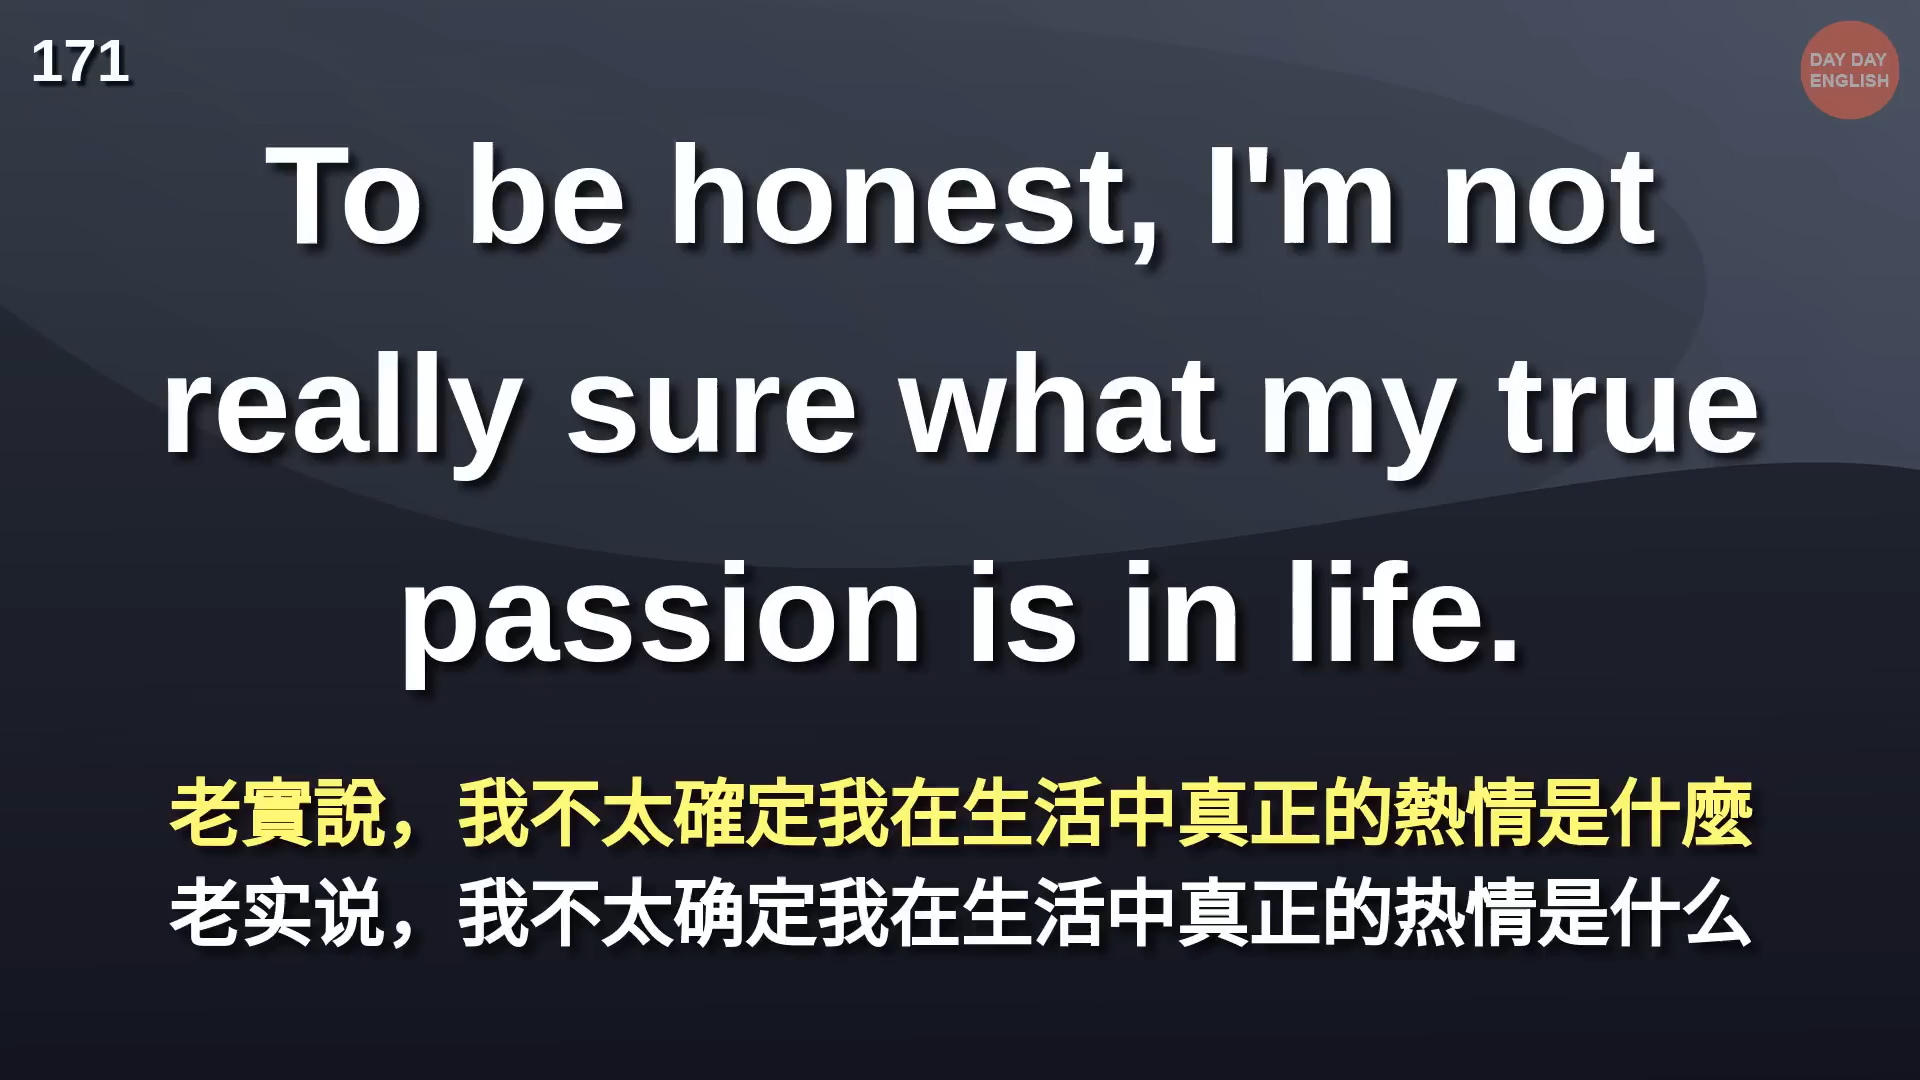 171
DAY DAY
ENGLISH
To be honest, I'm not
really sure what my true
passion is in life.
老實說，我不太確定我在生活中真正的熱情是什麼
老实说，我不太确定我在生活中真正的热情是什么